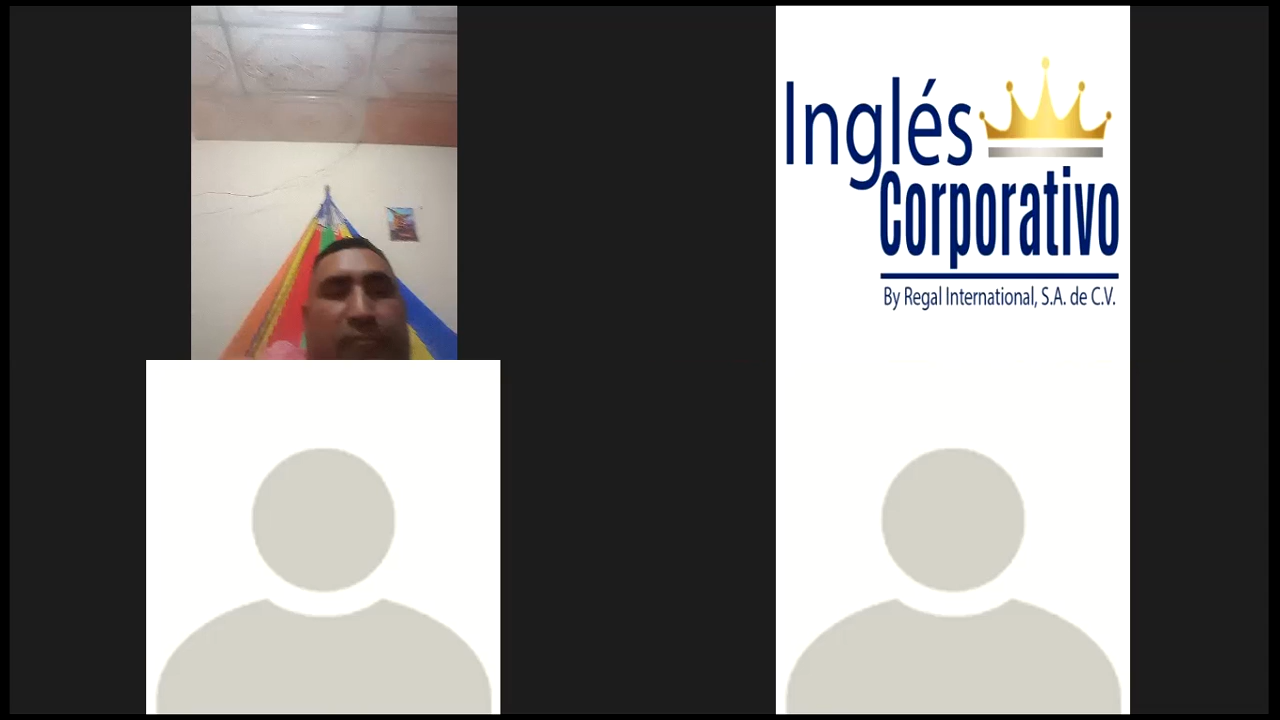 Inglés
Corporativo
By Regal International, S.A. de C.V.